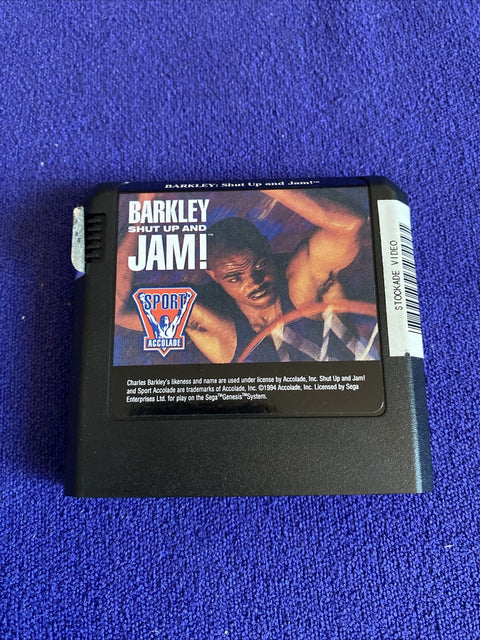 BARKLEY: Shut Up and Jam!™
BARKLEY
SHUT UP AND
JAM!™
SPORT
ACCOLADE
Charles Barkley's likeness and name are used under license by Accolade, Inc. Shut Up and Jam!
and Sport Accolade are trademarks of Accolade, Inc. ©1994 Accolade, Inc. Licensed by Sega
Enterprises Ltd. for play on the Sega™Genesis™System.
STOCKADE VIDEO